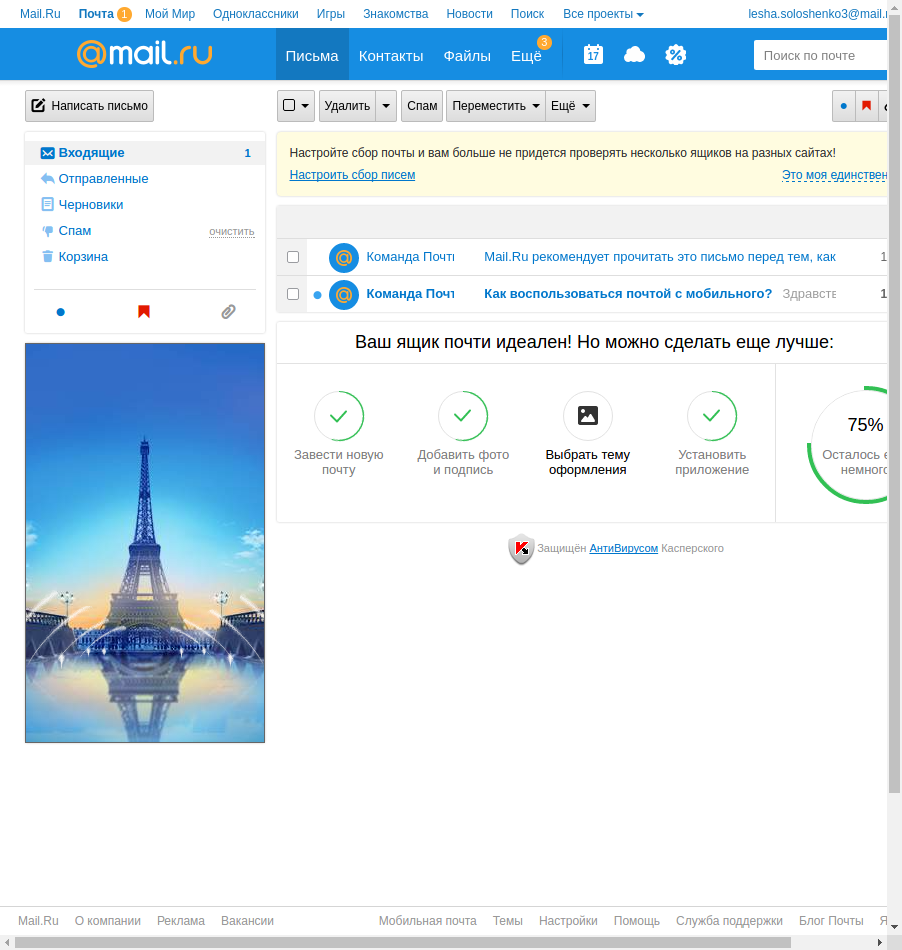 Mail.Ru Почта 1 Мой Мир Одноклассники Игры Знакомства Новости Поиск Все проекты lesha.soloshenko3@mail.r
@mail.ru Письма Контакты Файлы Ещё 3 17 Поиск по почте
Написать письмо Удалить Спам Переместить Ещё
Входящие 1
Отправленные
Черновики
Спам очистить
Корзина
Настройте сбор почты и вам больше не придется проверять несколько ящиков на разных сайтах!
Настроить сбор писем Это моя единствен
Команда Почты Mail.Ru рекомендует прочитать это письмо перед тем, как 1
Команда Почт Как воспользоваться почтой с мобильного? Здравств 1
Ваш ящик почти идеален! Но можно сделать еще лучше:
Завести новую
почту
Добавить фото
и подпись
Выбрать тему
оформления
Установить
приложение
75%
Осталось е
немного
Защищён АнтиВирусом Касперского
Mail.Ru О компании Реклама Вакансии Мобильная почта Темы Настройки Помощь Служба поддержки Блог Почты Я